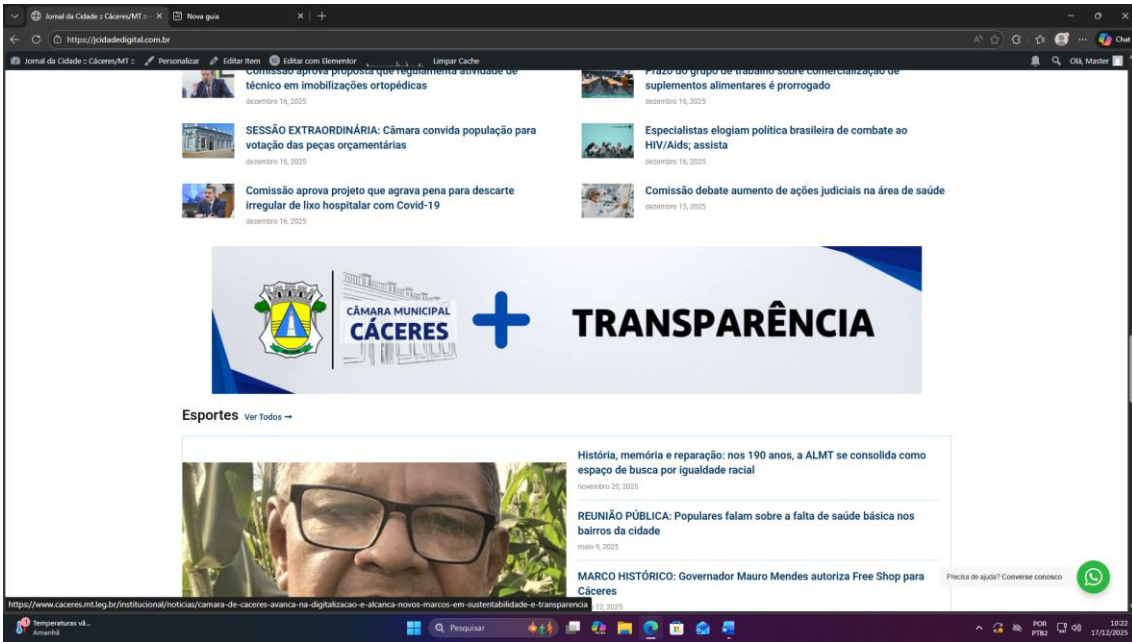 Jornal da Cidade :: Cáceres/MT ::
Nova guia
https://jcidadedigital.com.br
Chat
Jornal da Cidade :: Cáceres/MT ::
Personalizar
Editar Item
Editar com Elementor
Limpar Cache
Olá, Master
Comissão aprova proposta que regulamenta atividade de
técnico em imobilizações ortopédicas
dezembro 16, 2025
Prazo do grupo de trabalho sobre comercialização de
suplementos alimentares é prorrogado
dezembro 16, 2025
SESSÃO EXTRAORDINÁRIA: Câmara convida população para
votação das peças orçamentárias
dezembro 16, 2025
Especialistas elogiam política brasileira de combate ao
HIV/Aids; assista
dezembro 16, 2025
Comissão aprova projeto que agrava pena para descarte
irregular de lixo hospitalar com Covid-19
dezembro 16, 2025
Comissão debate aumento de ações judiciais na área de saúde
dezembro 15, 2025
CÂMARA MUNICIPAL
CÁCERES
TRANSPARÊNCIA
Esportes Ver Todos →
História, memória e reparação: nos 190 anos, a ALMT se consolida como
espaço de busca por igualdade racial
novembro 20, 2025
REUNIÃO PÚBLICA: Populares falam sobre a falta de saúde básica nos
bairros da cidade
maio 9, 2025
MARCO HISTÓRICO: Governador Mauro Mendes autoriza Free Shop para
Cáceres
12, 2025
Precisa de ajuda? Converse conosco
https://www.caceres.mt.leg.br/institucional/noticias/camara-de-caceres-avanca-na-digitalizacao-e-alcanca-novos-marcos-em-sustentabilidade-e-transparencia
Temperaturas vã...
Amanhã
Pesquisar
POR
PTB2
10:22
17/12/2025